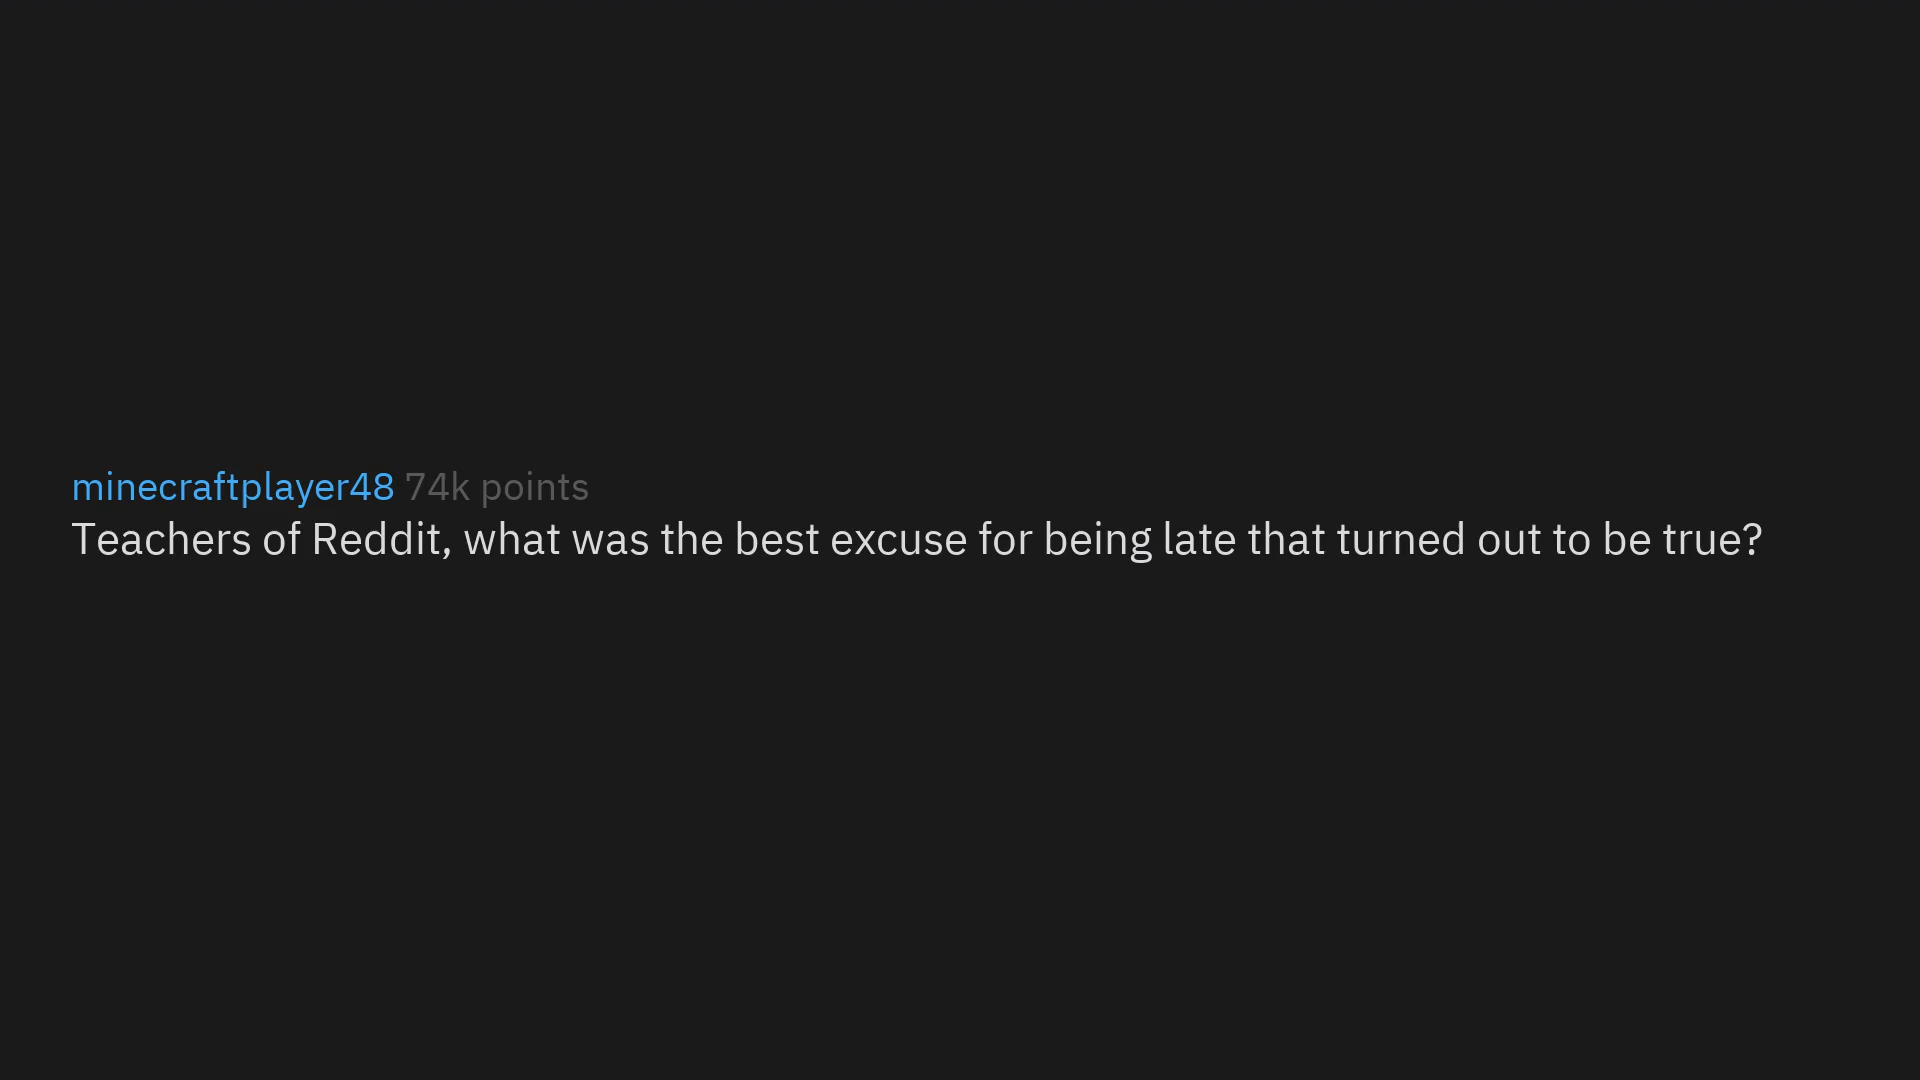 minecraftplayer48 74k points
Teachers of Reddit, what was the best excuse for being late that turned out to be true?